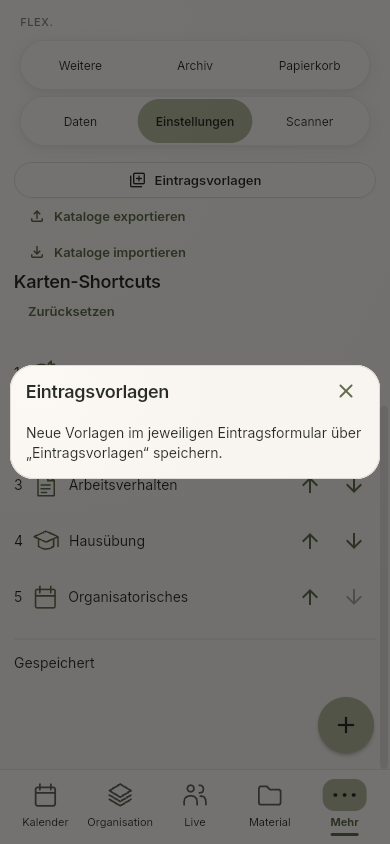 FLEX.
Weitere
Archiv
Papierkorb
Daten
Einstellungen
Scanner
Eintragsvorlagen
Kataloge exportieren
Kataloge importieren
Karten-Shortcuts
Zurücksetzen
Eintragsvorlagen
Neue Vorlagen im jeweiligen Eintragsformular über
„Eintragsvorlagen“ speichern.
3 Arbeitsverhalten
4 Hausübung
5 Organisatorisches
Gespeichert
Kalender
Organisation
Live
Material
Mehr